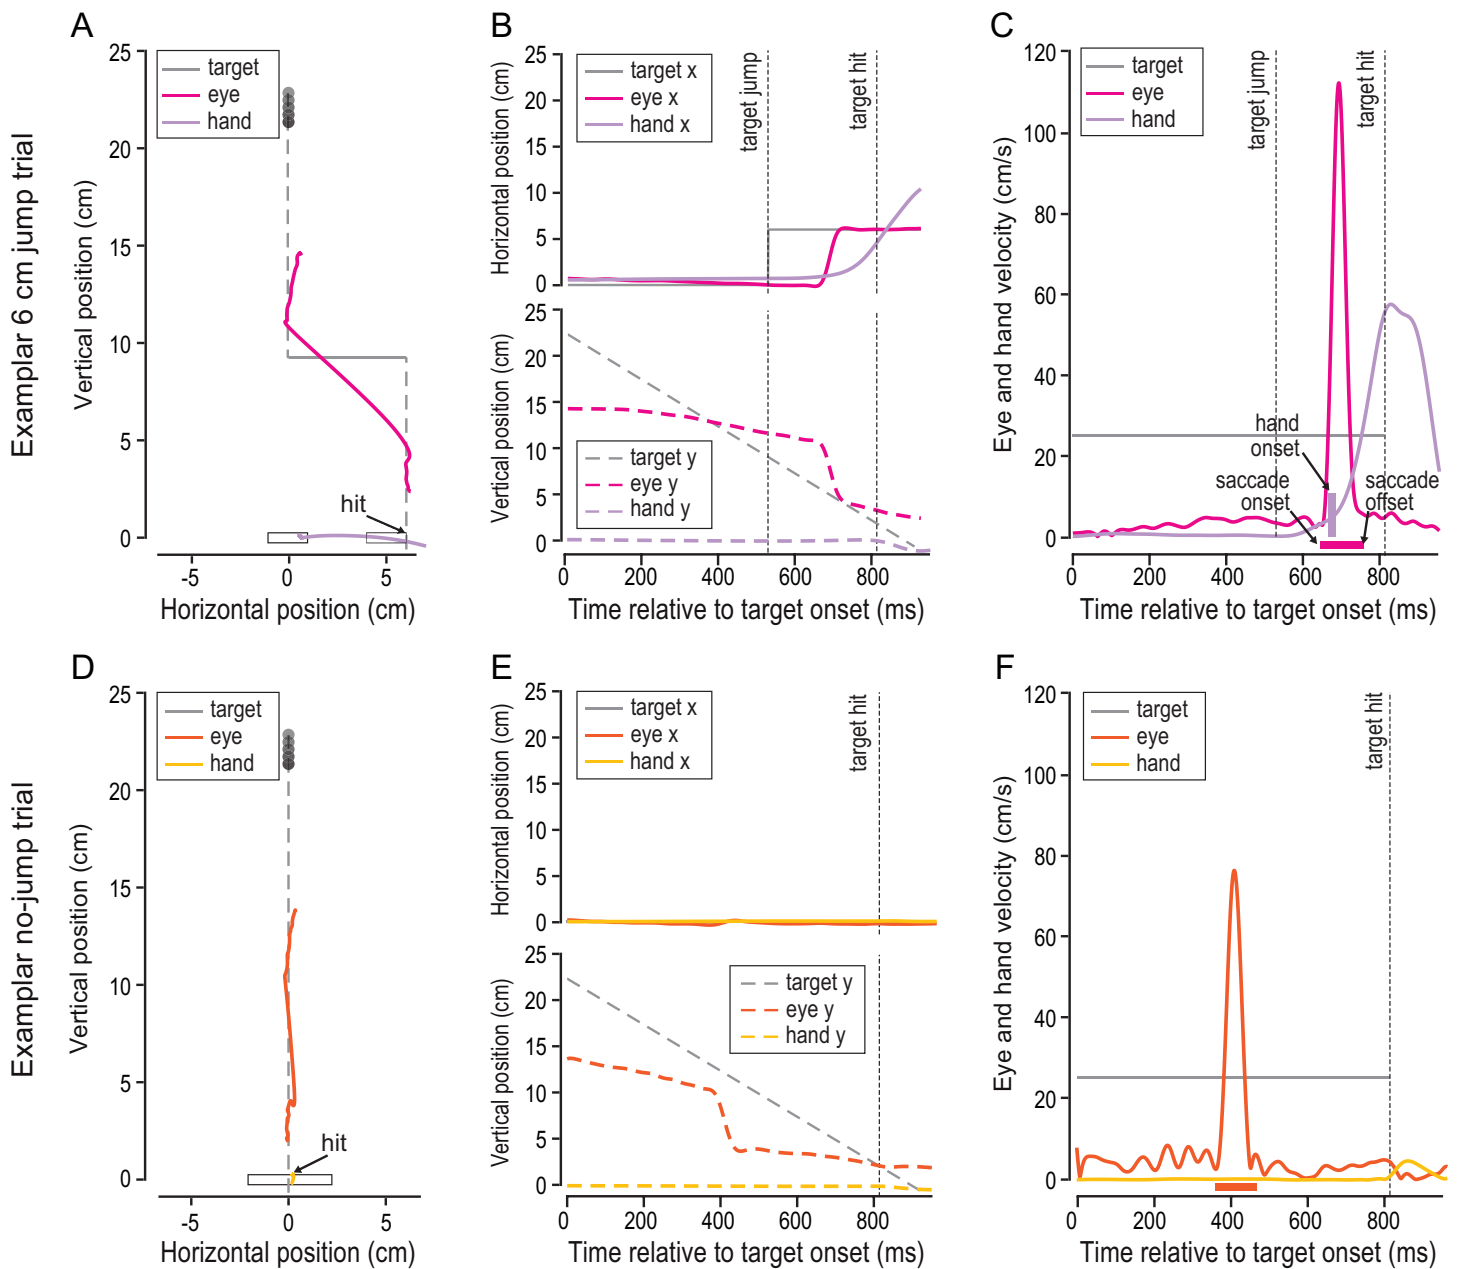 Examplar 6 cm jump trial
A
25
20
15
10
5
0
Vertical position (cm)
target
eye
hand
hit
-5
0
5
Horizontal position (cm)
B
25
20
15
10
5
0
Horizontal position (cm)
target x
eye x
hand x
target jump
target hit
25
20
15
10
5
0
Vertical position (cm)
target y
eye y
hand y
0
200
400
600
800
Time relative to target onset (ms)
C
120
100
80
60
40
20
0
Eye and hand velocity (cm/s)
target
eye
hand
target jump
target hit
hand
onset
saccade
onset
saccade
offset
0
200
400
600
800
Time relative to target onset (ms)
Examplar no-jump trial
D
25
20
15
10
5
0
Vertical position (cm)
target
eye
hand
hit
-5
0
5
Horizontal position (cm)
E
25
20
15
10
5
0
Horizontal position (cm)
target x
eye x
hand x
target hit
25
20
15
10
5
0
Vertical position (cm)
target y
eye y
hand y
0
200
400
600
800
Time relative to target onset (ms)
F
120
100
80
60
40
20
0
Eye and hand velocity (cm/s)
target
eye
hand
target hit
0
200
400
600
800
Time relative to target onset (ms)